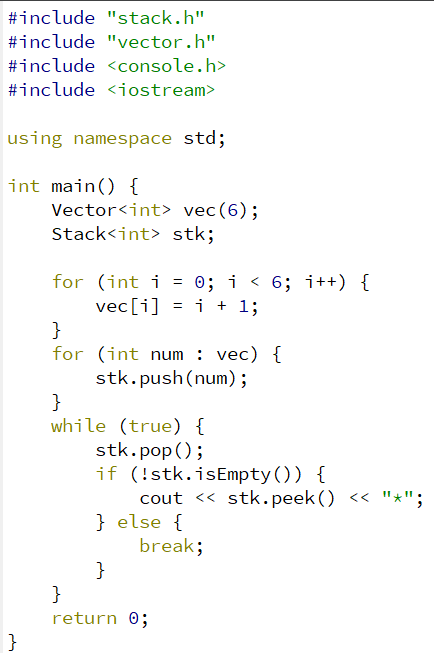 #include "stack.h"
#include "vector.h"
#include <console.h>
#include <iostream>

using namespace std;

int main() {
    Vector<int> vec(6);
    Stack<int> stk;

    for (int i = 0; i < 6; i++) {
        vec[i] = i + 1;
    }
    for (int num : vec) {
        stk.push(num);
    }
    while (true) {
        stk.pop();
        if (!stk.isEmpty()) {
            cout << stk.peek() << "*";
        } else {
            break;
        }
    }
    return 0;
}